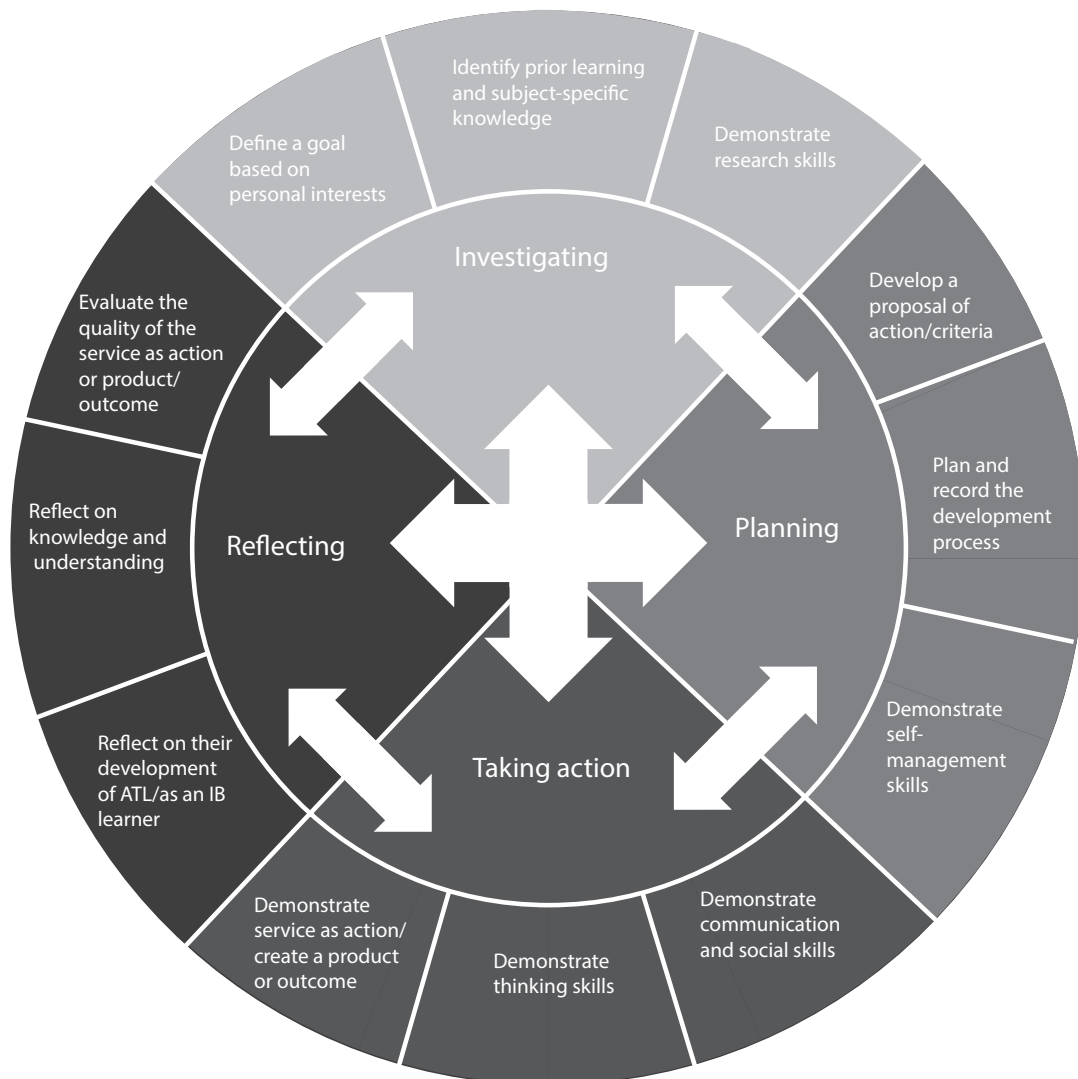 Identify prior learning
and subject-specific
knowledge
Define a goal
based on
personal interests
Demonstrate
research skills
Investigating
Develop a
proposal of
action/criteria
Plan and
record the
development
process
Demonstrate
self-
management
skills
Planning
Demonstrate
communication
and social skills
Demonstrate
thinking skills
Demonstrate
service as action/
create a product
or outcome
Taking action
Reflect on their
development
of ATL/as an IB
learner
Reflect on
knowledge and
understanding
Evaluate the
quality of the
service as action
or product/
outcome
Reflecting